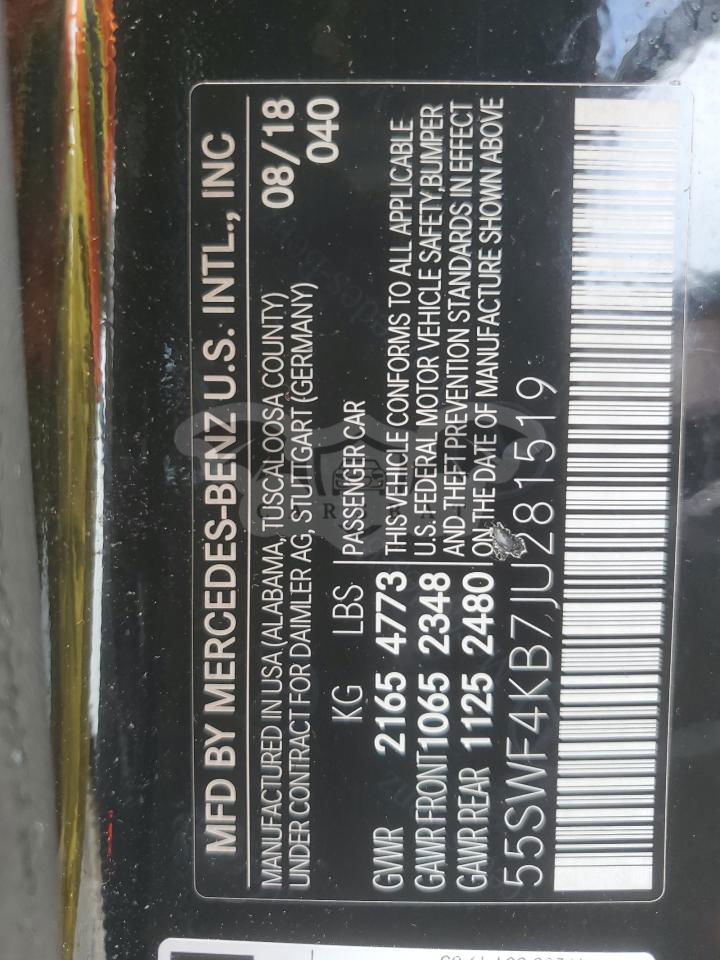 MFD BY MERCEDES-BENZ U.S. INTL., INC
MANUFACTURED IN USA (ALABAMA, TUSCALOOSA COUNTY) 08/18
UNDER CONTRACT FOR DAIMLER AG, STUTTGART (GERMANY) 040
KG LBS PASSENGER CAR
GVWR 2165 4773 THIS VEHICLE CONFORMS TO ALL APPLICABLE
GAWR FRONT 1065 2348 U.S. FEDERAL MOTOR VEHICLE SAFETY, BUMPER
GAWR REAR 1125 2480 AND THEFT PREVENTION STANDARDS IN EFFECT
ON THE DATE OF MANUFACTURE SHOWN ABOVE
55SWF4KB7JU281519